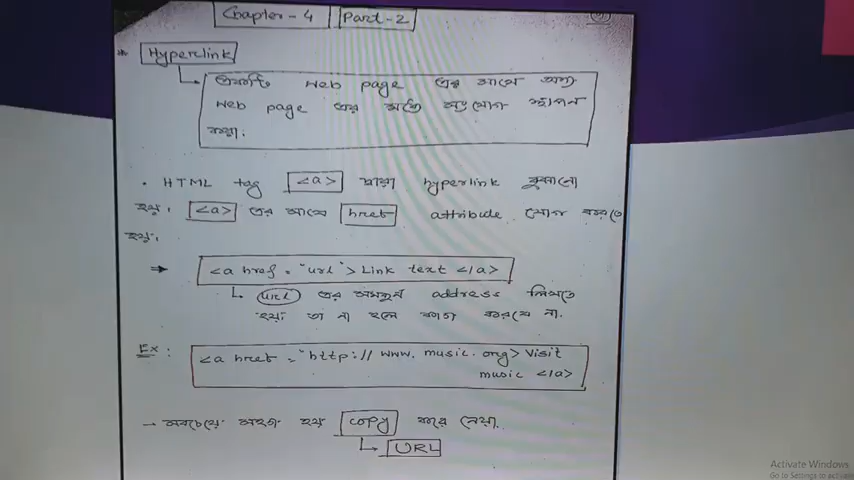 Chapter-4 Part-2
* Hyperlink
একটি web page এর সাথে অন্য
web page এর মধ্যে সংযোগ স্থাপন
করা।
• HTML tag <a> দ্বারা hyperlink বুঝানো
হয়। <a> এর সাথে href attribute যোগ করতে
হয়।
⇒ <a href = "url"> Link text </a>
url এর সম্পূর্ন address লিখতে
হয়। তা না হলে কাজ করবে না.
Ex: <a href = "http:// www. music. org> Visit
music </a>
→ সবচেয়ে সহজ হয় copy করে নেয়া.
URL
Activate Windows
Go to Settings to activate